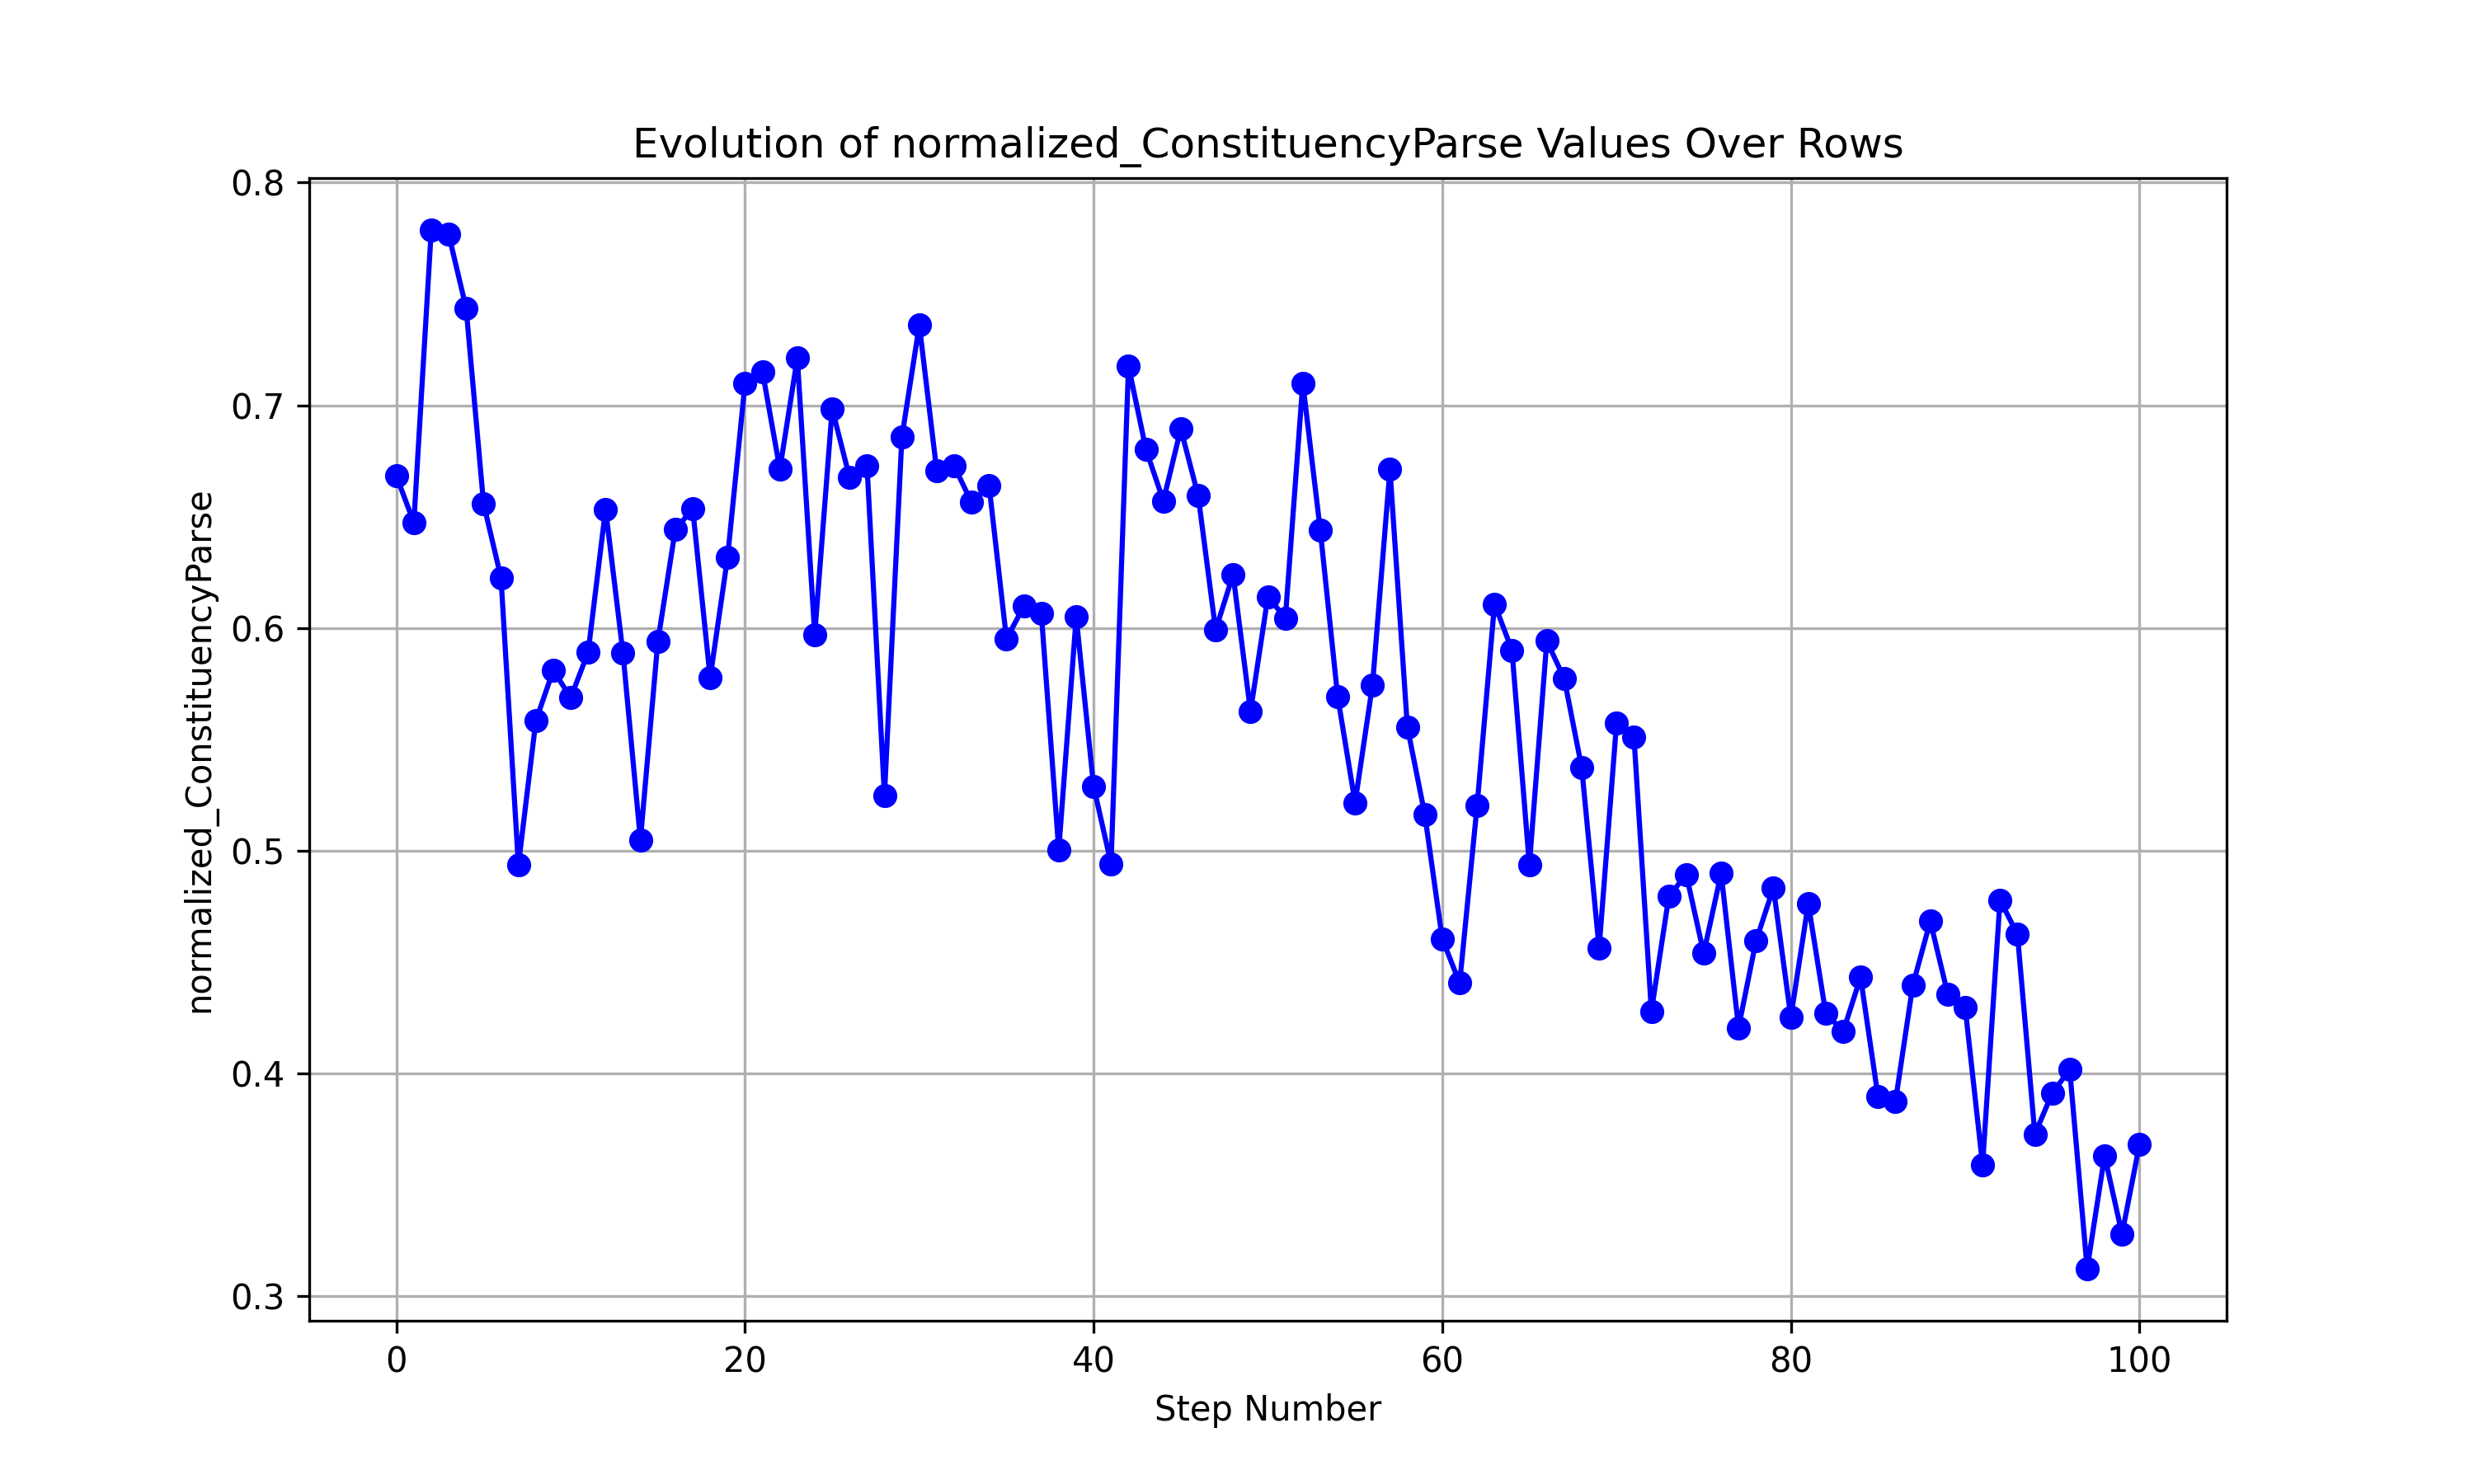 Evolution of normalized_ConstituencyParse Values Over Rows
0.8
0.7
0.6
0.5
0.4
0.3
normalized_ConstituencyParse
0 20 40 60 80 100
Step Number